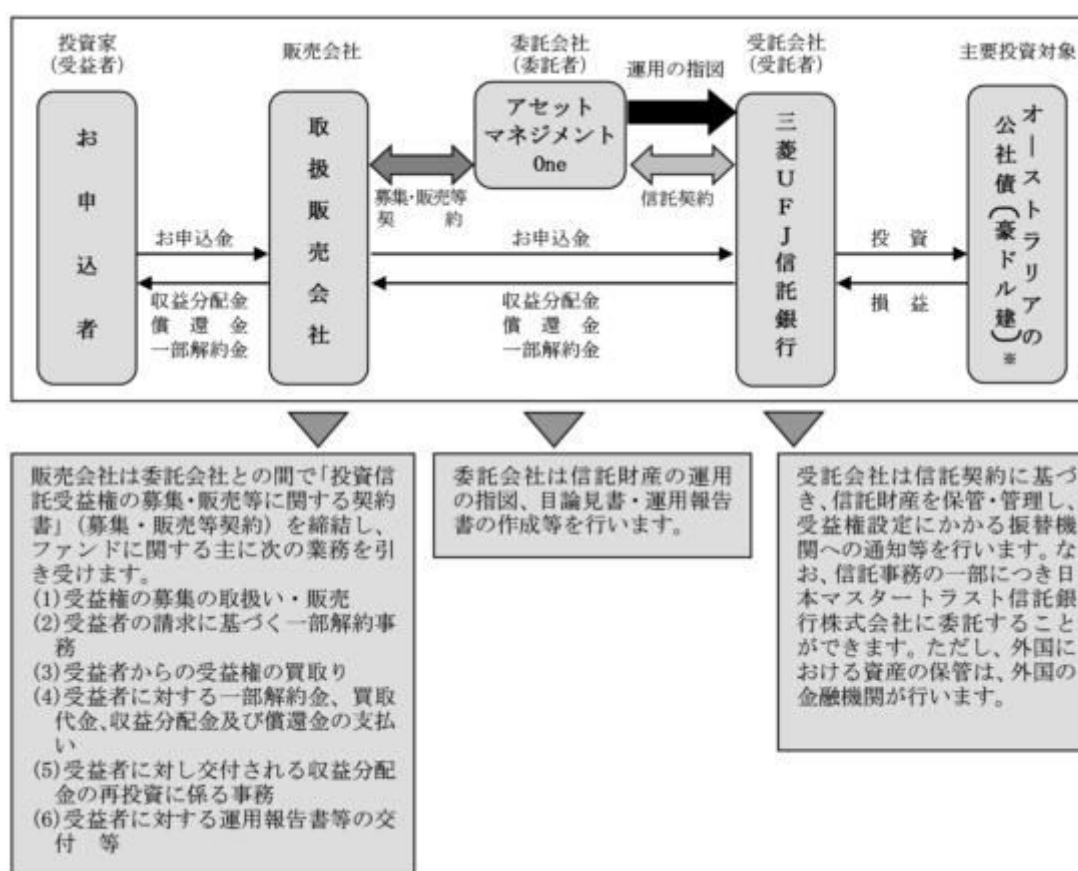 投資家
(受益者)
販売会社
委託会社
(委託者)
運用の指図
受託会社
(受託者)
主要投資対象
お申込者
取扱販売会社
アセット
マネジメント
One
三菱UFJ信託銀行
オーストラリアの
公社債(豪ドル建)※
募集・販売等
契 約
信託契約
お申込金
収益分配金
償 還 金
一部解約金
お申込金
収益分配金
償 還 金
一部解約金
投 資
損 益
販売会社は委託会社との間で「投資信
託受益権の募集・販売等に関する契約
書」(募集・販売等契約)を締結し、
ファンドに関する主に次の業務を引
き受けます。
(1)受益権の募集の取扱い・販売
(2)受益者の請求に基づく一部解約事
務
(3)受益者からの受益権の買取り
(4)受益者に対する一部解約金、買取
代金、収益分配金及び償還金の支払
い
(5)受益者に対し交付される収益分配
金の再投資に係る事務
(6)受益者に対する運用報告書等の交
付 等
委託会社は信託財産の運用
の指図、目論見書・運用報告
書の作成等を行います。
受託会社は信託契約に基づ
き、信託財産を保管・管理し、
受益権設定にかかる振替機
関への通知等を行います。な
お、信託事務の一部につき日
本マスタートラスト信託銀
行株式会社に委託すること
ができます。ただし、外国に
おける資産の保管は、外国の
金融機関が行います。